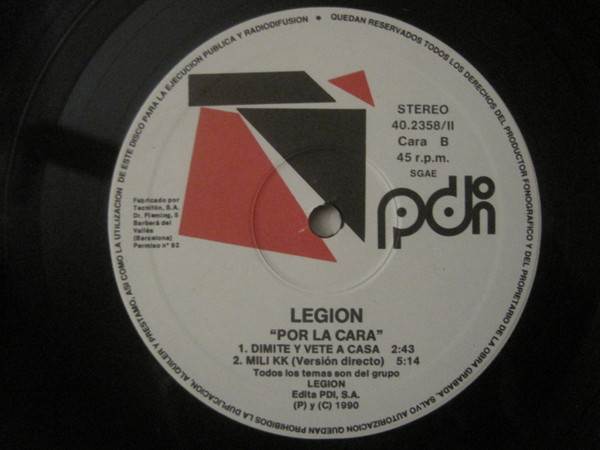 QUEDAN RESERVADOS TODOS LOS DERECHOS DEL PRODUCTOR FONOGRAFICO Y DEL PROPIETARIO DE LA OBRA GRABADA. SALVO AUTORIZACION QUEDAN PROHIBIDOS LA DUPLICACION, ALQUILER Y PRESTAMO, ASI COMO LA UTILIZACION DE ESTE DISCO PARA LA EJECUCION PUBLICA Y RADIODIFUSION •
STEREO
40.2358/II
Cara B
45 r.p.m.
SGAE
pdi
Fabricado por
Tecnifón, S.A.
Dr. Fleming, 5
Barberá del
Vallés
(Barcelona)
Permiso nº 92
LEGION
"POR LA CARA"
1. DIMITE Y VETE A CASA 2:43
2. MILI KK (Versión directo) 5:14
Todos los temas son del grupo
LEGION
Edita PDI, S.A.
(P) y (C) 1990